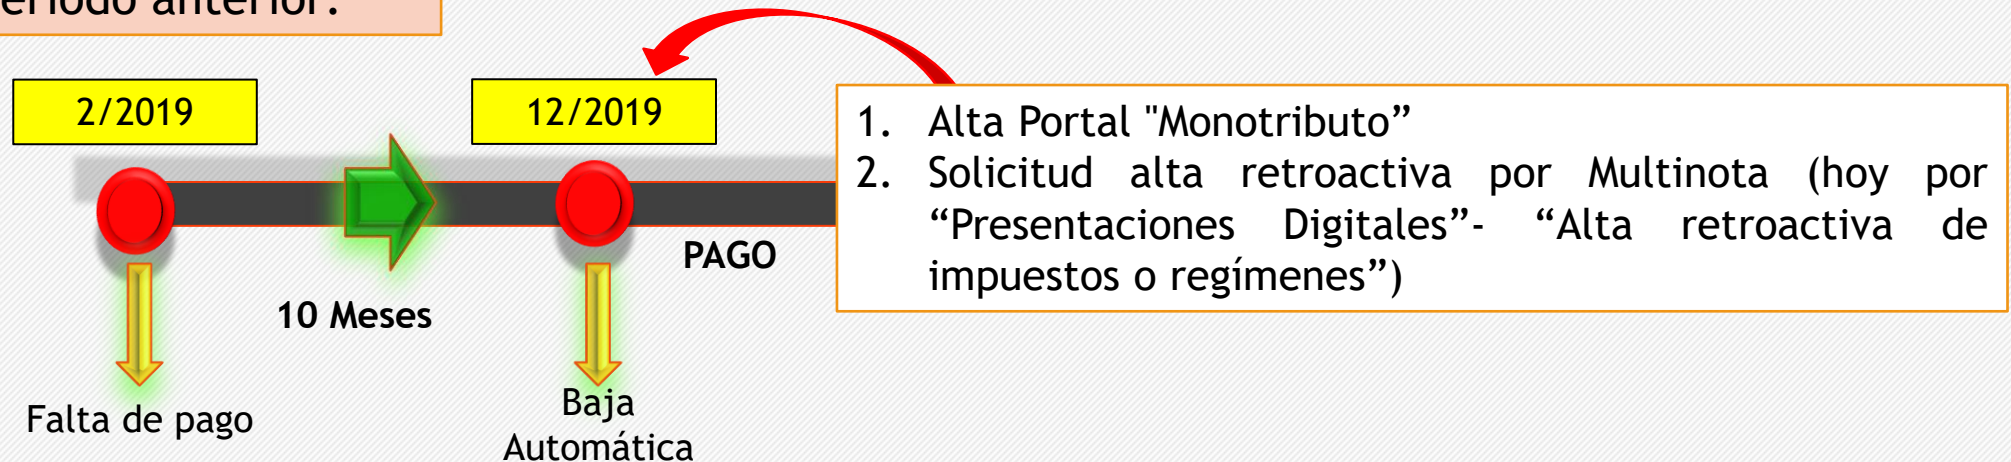 eríodo anterior.
2/2019
12/2019
1. Alta Portal "Monotributo”
2. Solicitud alta retroactiva por Multinota (hoy por
“Presentaciones Digitales”- “Alta retroactiva de
impuestos o regímenes”)
PAGO
10 Meses
Falta de pago
Baja
Automática